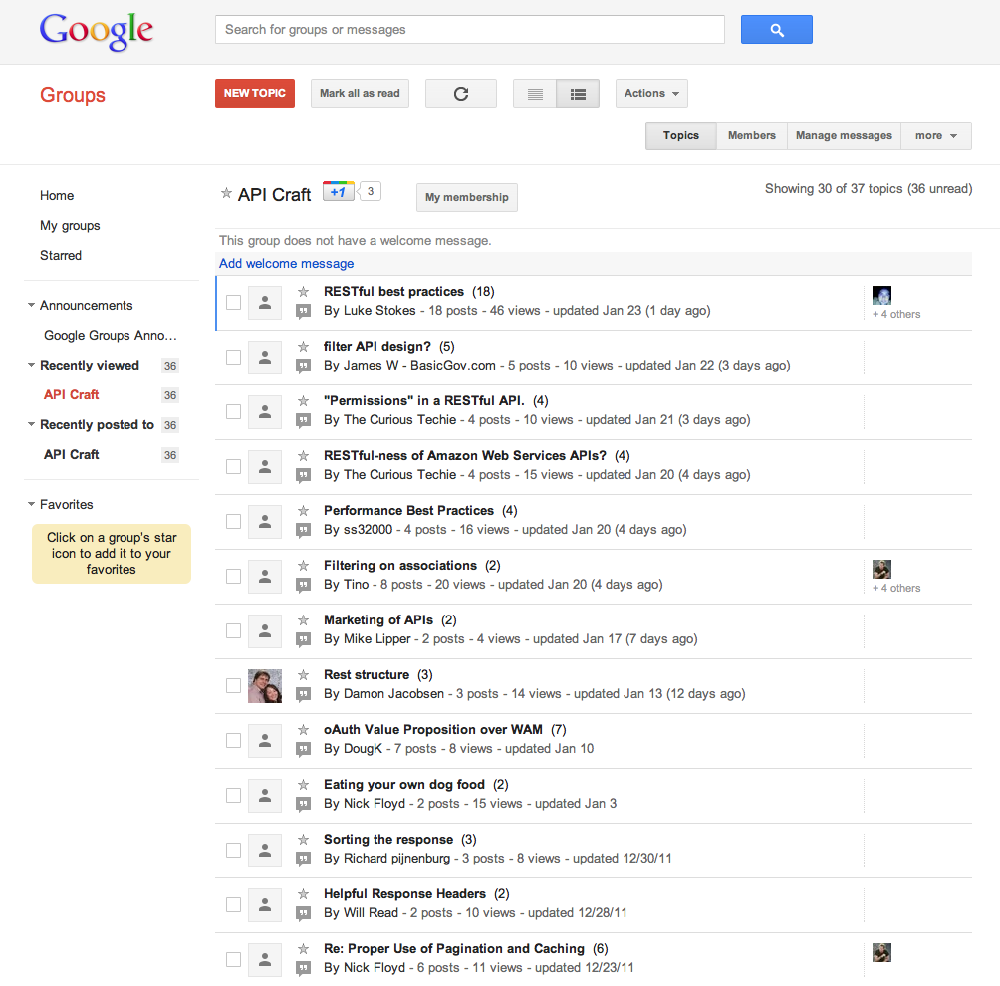 Google
Search for groups or messages
Groups
NEW TOPIC
Mark all as read
Actions
Topics
Members
Manage messages
more
Home
My groups
Starred
Announcements
Google Groups Anno...
Recently viewed 36
API Craft 36
Recently posted to 36
API Craft 36
Favorites
Click on a group's star
icon to add it to your
favorites
API Craft
+1
3
My membership
Showing 30 of 37 topics (36 unread)
This group does not have a welcome message.
Add welcome message
RESTful best practices (18)
By Luke Stokes - 18 posts - 46 views - updated Jan 23 (1 day ago)
+ 4 others
filter API design? (5)
By James W - BasicGov.com - 5 posts - 10 views - updated Jan 22 (3 days ago)
"Permissions" in a RESTful API. (4)
By The Curious Techie - 4 posts - 10 views - updated Jan 21 (3 days ago)
RESTful-ness of Amazon Web Services APIs? (4)
By The Curious Techie - 4 posts - 15 views - updated Jan 20 (4 days ago)
Performance Best Practices (4)
By ss32000 - 4 posts - 16 views - updated Jan 20 (4 days ago)
Filtering on associations (2)
By Tino - 8 posts - 20 views - updated Jan 20 (4 days ago)
+ 4 others
Marketing of APIs (2)
By Mike Lipper - 2 posts - 4 views - updated Jan 17 (7 days ago)
Rest structure (3)
By Damon Jacobsen - 3 posts - 14 views - updated Jan 13 (12 days ago)
oAuth Value Proposition over WAM (7)
By DougK - 7 posts - 8 views - updated Jan 10
Eating your own dog food (2)
By Nick Floyd - 2 posts - 15 views - updated Jan 3
Sorting the response (3)
By Richard pijnenburg - 3 posts - 8 views - updated 12/30/11
Helpful Response Headers (2)
By Will Read - 2 posts - 10 views - updated 12/28/11
Re: Proper Use of Pagination and Caching (6)
By Nick Floyd - 6 posts - 11 views - updated 12/23/11